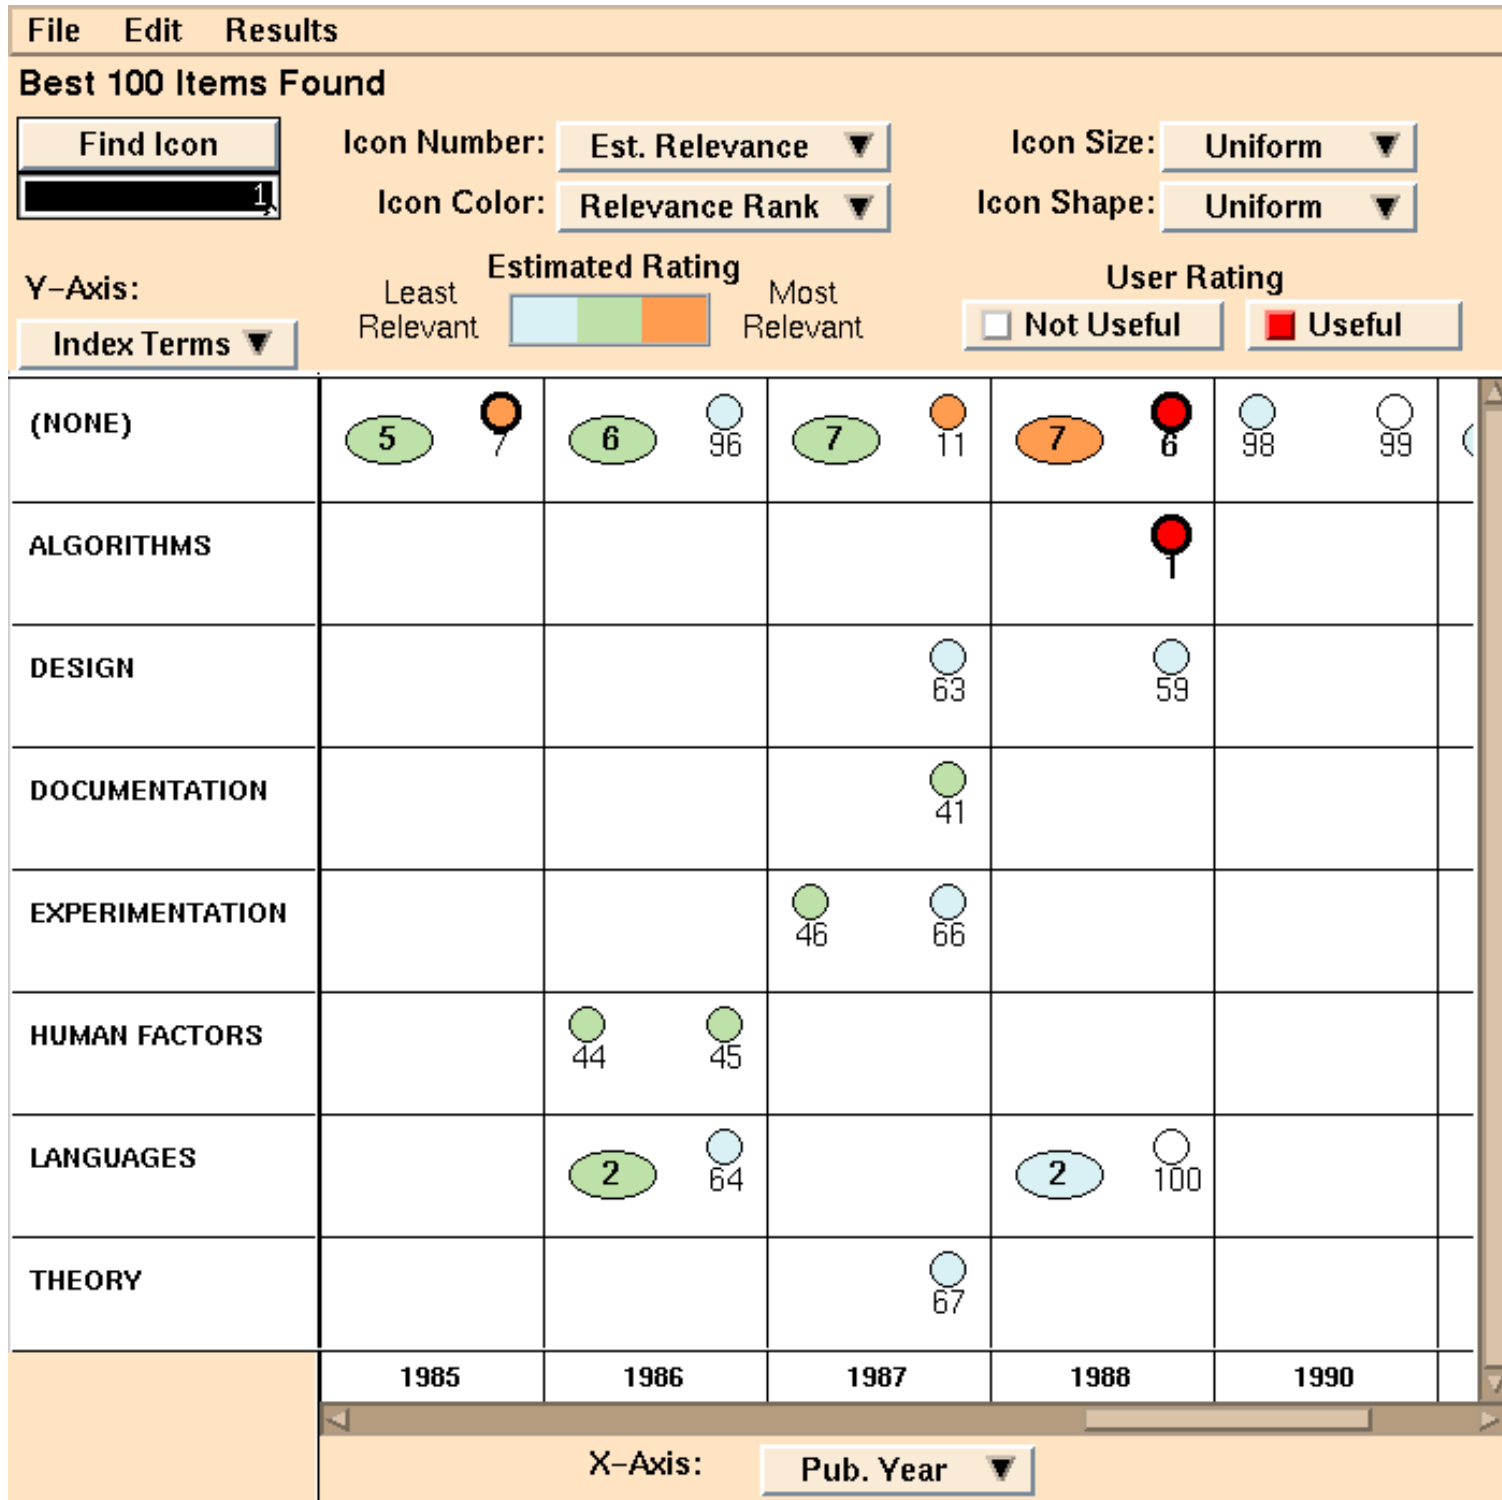 File Edit Results
Best 100 Items Found
Find Icon Icon Number: Est. Relevance Icon Size: Uniform
1 Icon Color: Relevance Rank Icon Shape: Uniform
Y-Axis: Least Relevant Estimated Rating Most Relevant User Rating
Index Terms Not Useful Useful
(NONE) 5 7 6 96 7 11 7 6 98 99
ALGORITHMS 1
DESIGN 63 59
DOCUMENTATION 41
EXPERIMENTATION 46 66
HUMAN FACTORS 44 45
LANGUAGES 2 64 2 100
THEORY 67
1985 1986 1987 1988 1990
X-Axis: Pub. Year